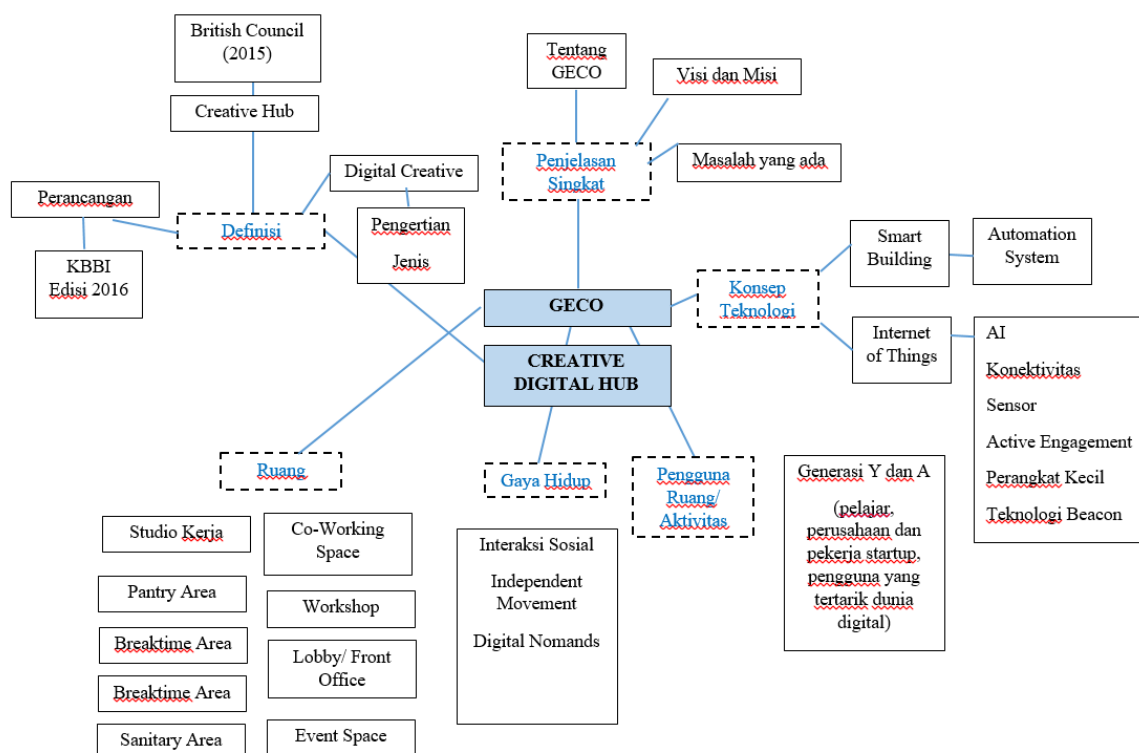 British Council
(2015)
Creative Hub
Perancangan
KBBI
Edisi 2016
Definisi
Digital Creative
Pengertian
Jenis
Tentang
GECO
Visi dan Misi
Penjelasan
Singkat
Masalah yang ada
GECO
CREATIVE
DIGITAL HUB
Konsep
Teknologi
Smart
Building
Automation
System
Internet
of Things
AI
Konektivitas
Sensor
Active Engagement
Perangkat Kecil
Teknologi Beacon
Ruang
Studio Kerja
Co-Working
Space
Pantry Area
Workshop
Breaktime Area
Lobby/ Front
Office
Breaktime Area
Sanitary Area
Event Space
Gaya Hidup
Interaksi Sosial
Independent
Movement
Digital Nomands
Pengguna
Ruang/
Aktivitas
Generasi Y dan A
(pelajar,
perusahaan dan
pekerja startup,
pengguna yang
tertarik dunia
digital)